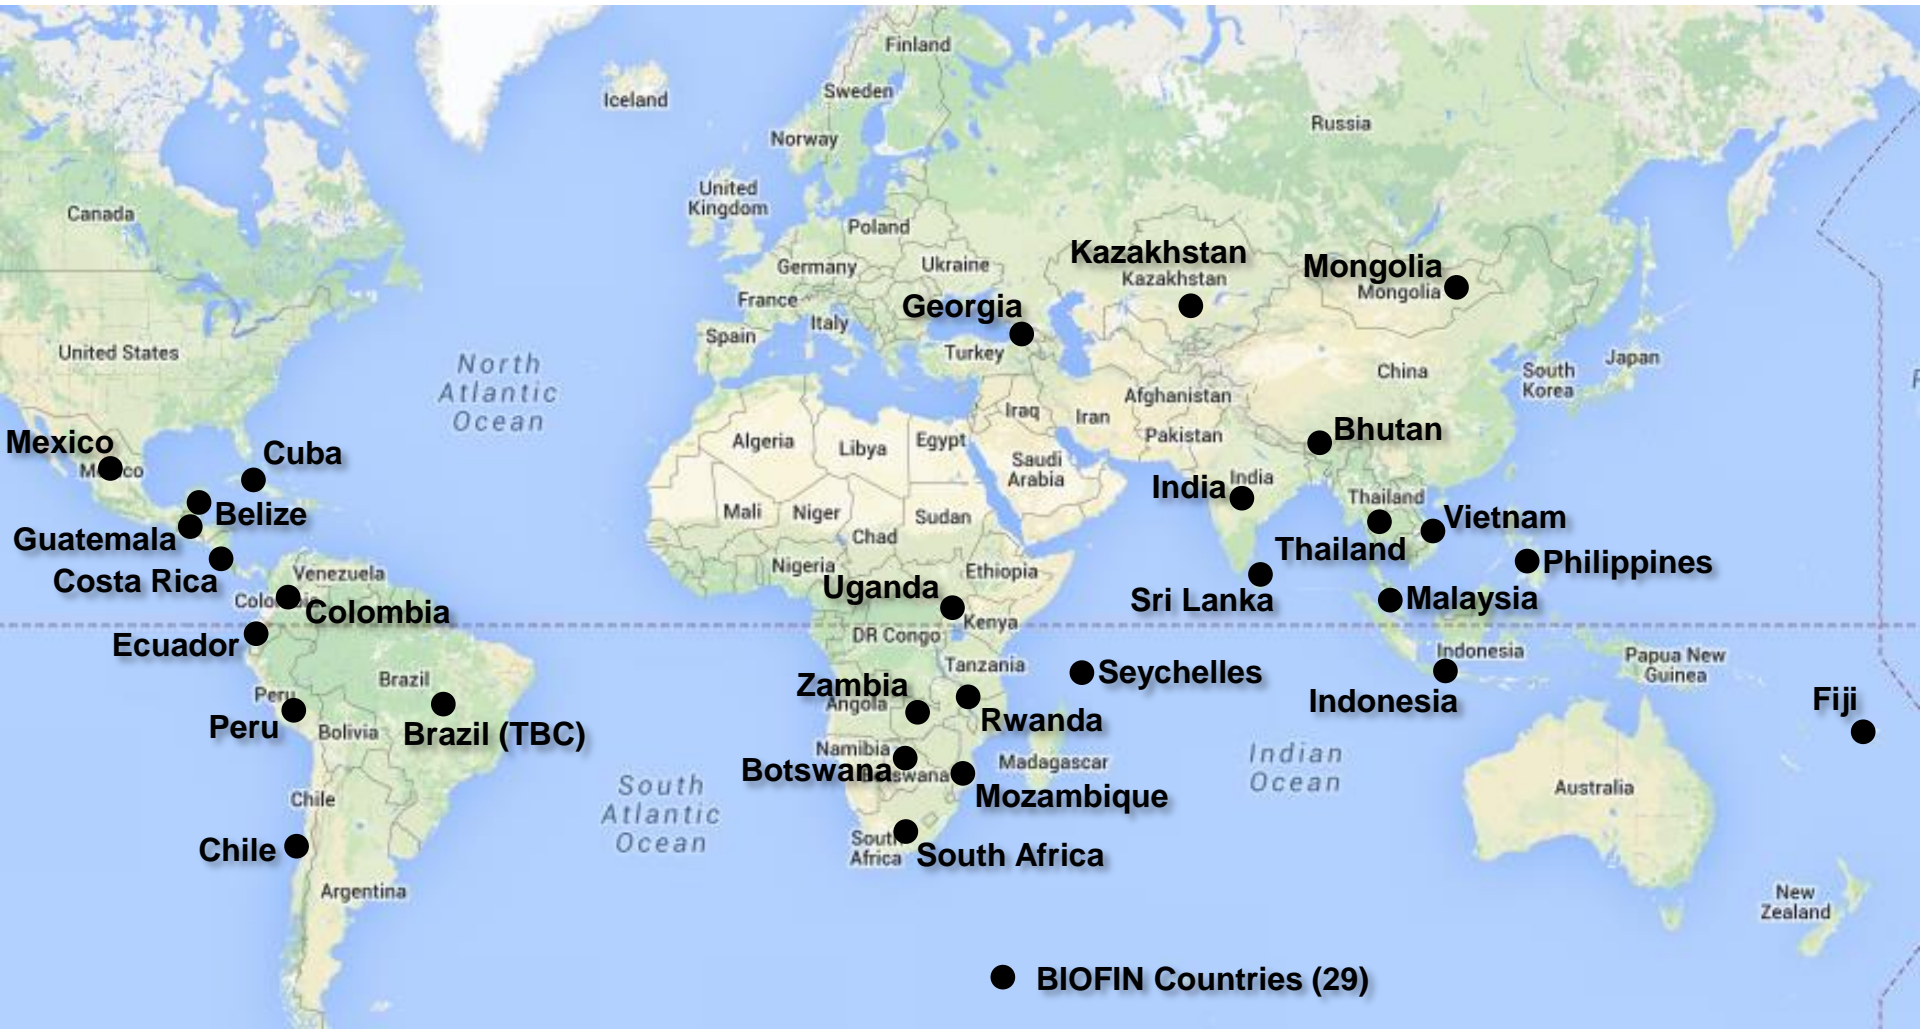 Finland
Iceland
Sweden
Russia
Norway
United
Kingdom
Canada
Poland
Kazakhstan
Mongolia
Germany
Ukraine
Kazakhstan
Mongolia
France
Georgia
Italy
Spain
Turkey
United States
North
Atlantic
Ocean
Japan
China
South
Korea
Afghanistan
Iraq
Iran
Bhutan
Mexico
Mexico
Cuba
Algeria
Libya
Egypt
Pakistan
Saudi
Arabia
India
India
Thailand
Belize
Mali
Niger
Sudan
Vietnam
Guatemala
Chad
Thailand
Costa Rica
Venezuela
Nigeria
Ethiopia
Philippines
Uganda
Sri Lanka
Malaysia
Colombia
Colombia
Kenya
Ecuador
DR Congo
Indonesia
Papua New
Guinea
Tanzania
Seychelles
Brazil
Zambia
Angola
Indonesia
Fiji
Peru
Peru
Rwanda
Bolivia
Brazil (TBC)
Namibia
Botswana
Botswana
Madagascar
Indian
Ocean
Mozambique
South
Atlantic
Ocean
Australia
Chile
Chile
South
Africa
South Africa
Argentina
New
Zealand
BIOFIN Countries (29)